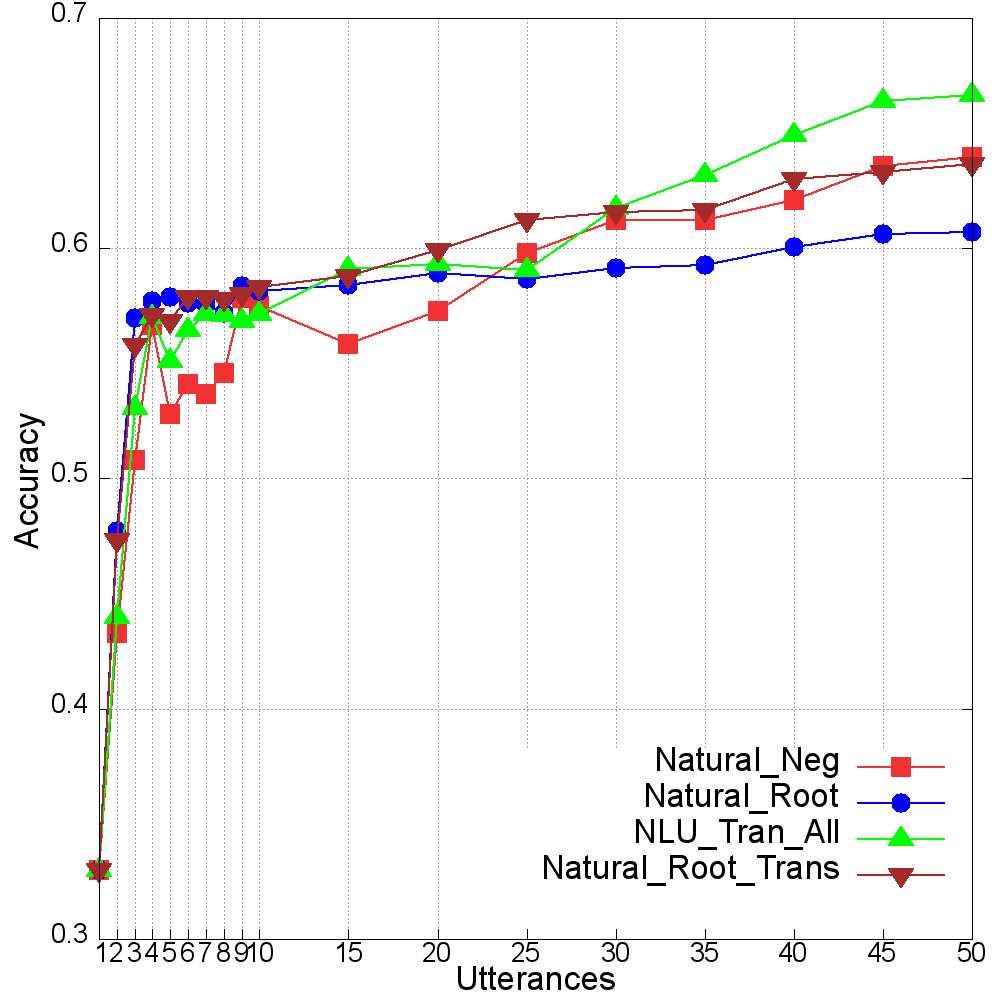 0.7
0.6
0.5
0.4
0.3
Accuracy
Natural_Neg
Natural_Root
NLU_Tran_All
Natural_Root_Trans
1 2 3 4 5 6 7 8 9 10 15 20 25 30 35 40 45 50
Utterances